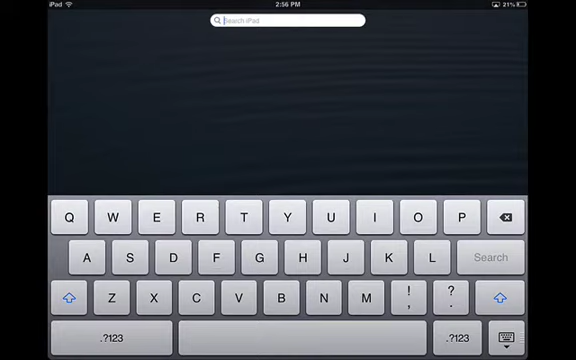 iPad 2:56 PM 21%
Search iPad
Q W E R T Y U I O P
A S D F G H J K L Search
Z X C V B N M ! , ? .
.?123 .?123